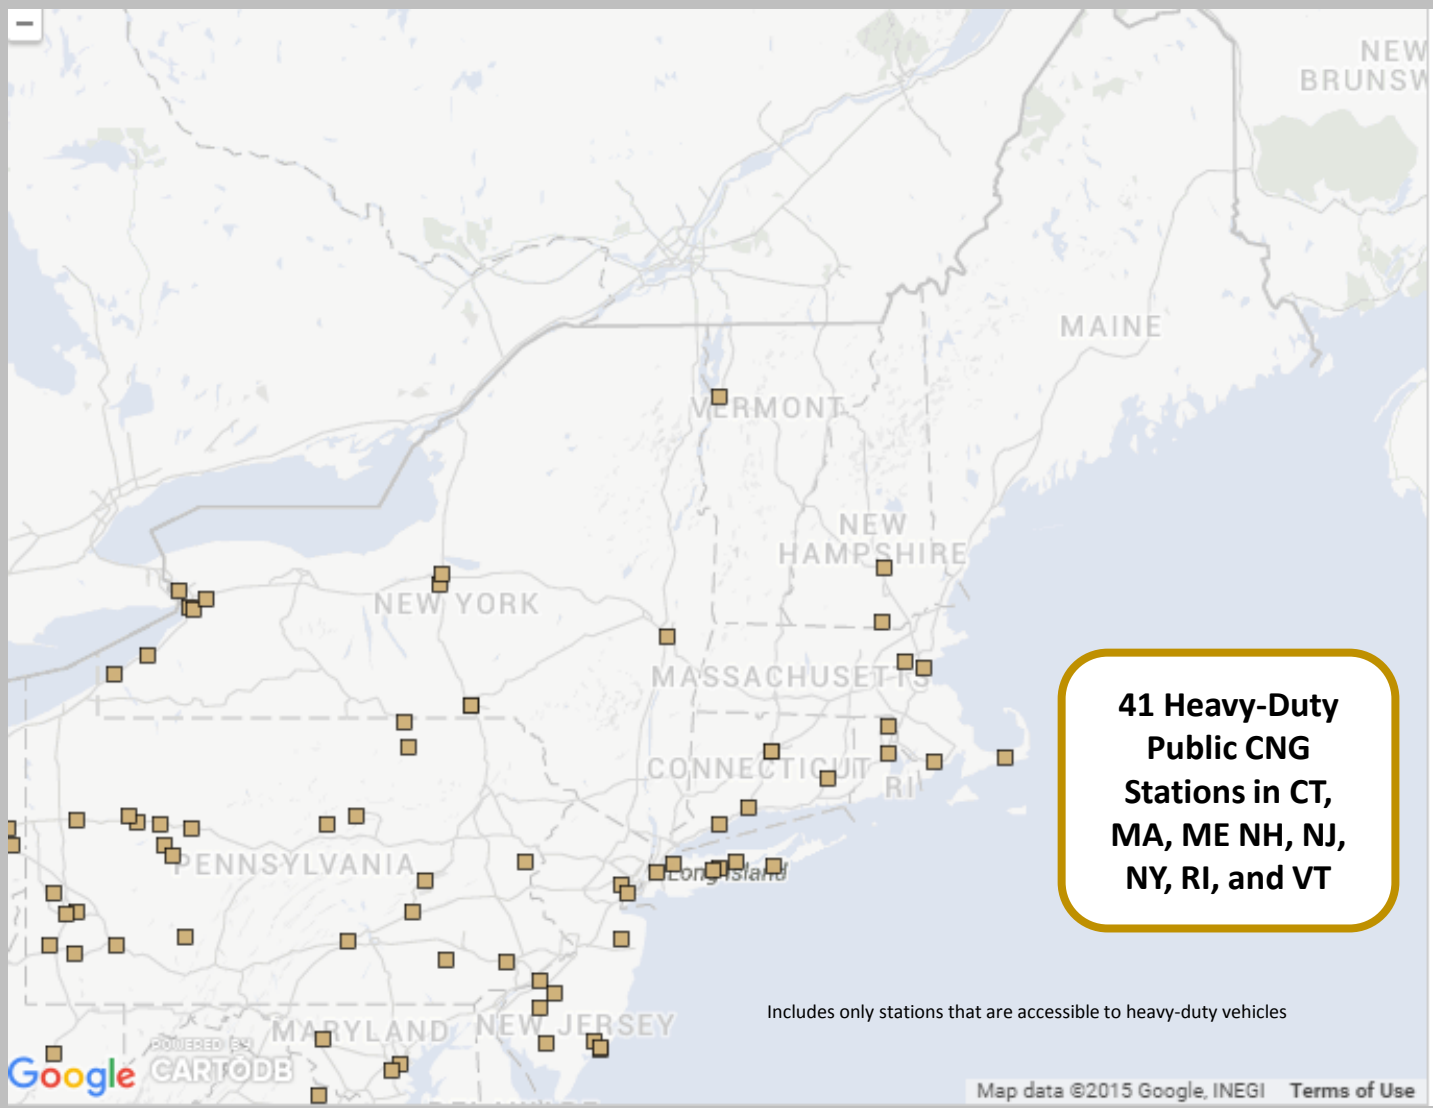 −
NEW
BRUNSW
MAINE
VERMONT
NEW
HAMPSHIRE
NEW YORK
MASSACHUSETTS
41 Heavy-Duty
Public CNG
Stations in CT,
MA, ME NH, NJ,
NY, RI, and VT
CONNECTICUT
RI
PENNSYLVANIA
Long Island
Includes only stations that are accessible to heavy-duty vehicles
MARYLAND
NEW JERSEY
POWERED BY
CARTODB
Google
DELAWARE
Map data ©2015 Google, INEGI Terms of Use